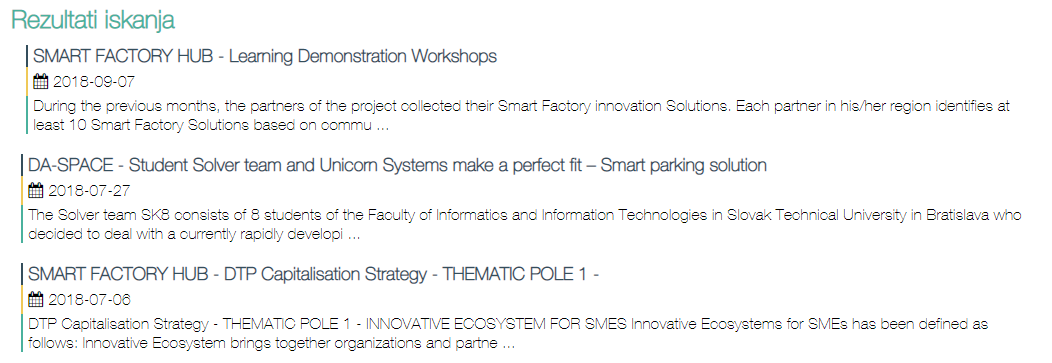 Rezultati iskanja
SMART FACTORY HUB - Learning Demonstration Workshops
2018-09-07
During the previous months, the partners of the project collected their Smart Factory innovation Solutions. Each partner in his/her region identifies at
least 10 Smart Factory Solutions based on commu ...
DA-SPACE - Student Solver team and Unicorn Systems make a perfect fit – Smart parking solution
2018-07-27
The Solver team SK8 consists of 8 students of the Faculty of Informatics and Information Technologies in Slovak Technical University in Bratislava who
decided to deal with a currently rapidly developi ...
SMART FACTORY HUB - DTP Capitalisation Strategy - THEMATIC POLE 1 -
2018-07-06
DTP Capitalisation Strategy - THEMATIC POLE 1 - INNOVATIVE ECOSYSTEM FOR SMES Innovative Ecosystems for SMEs has been defined as
follows: Innovative Ecosystem brings together organizations and partne ...